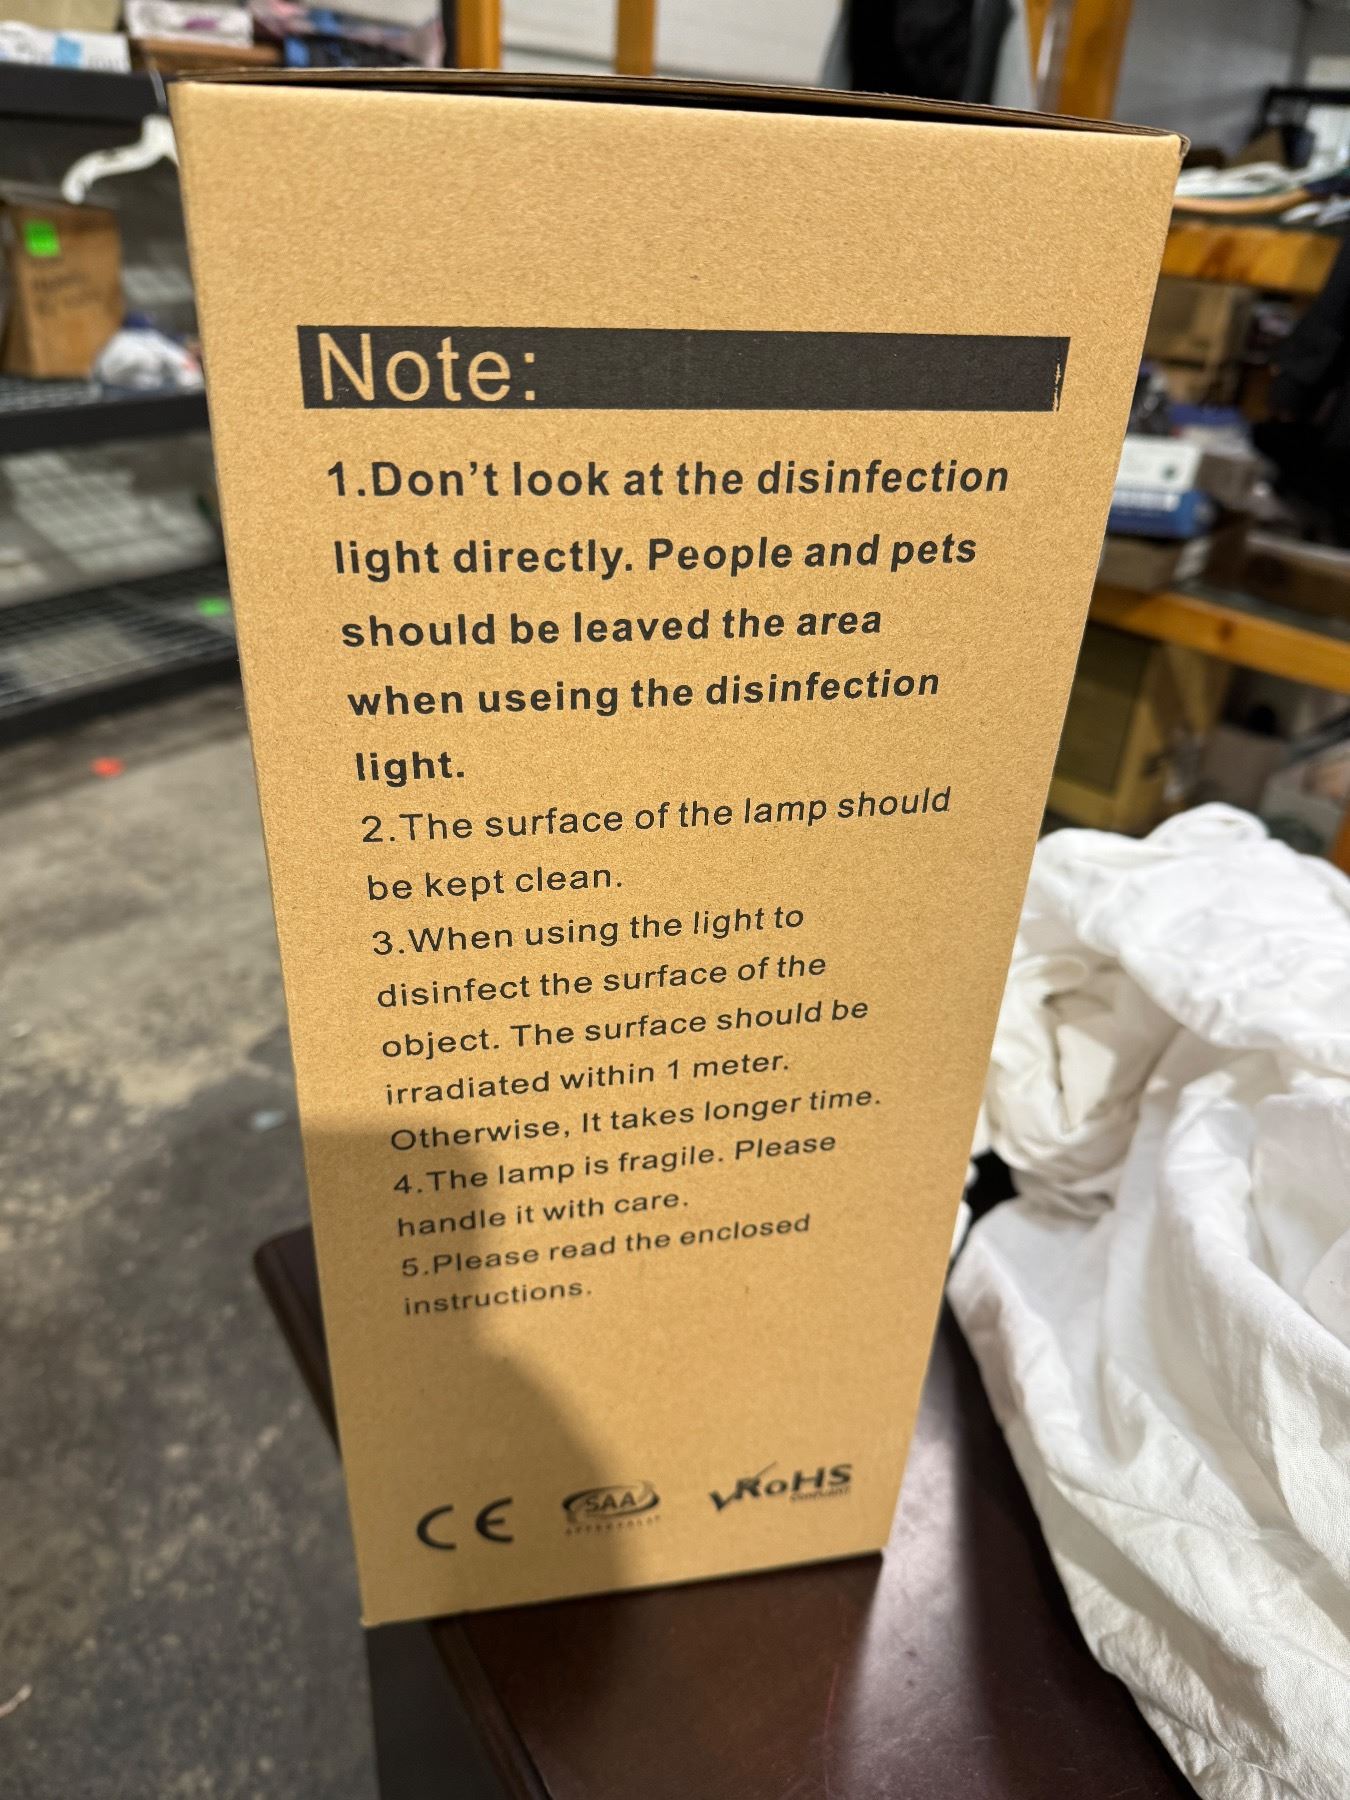 Note:
1.Don't look at the disinfection
light directly. People and pets
should be leaved the area
when useing the disinfection
light.
2.The surface of the lamp should
be kept clean.
3.When using the light to
disinfect the surface of the
object. The surface should be
irradiated within 1 meter.
Otherwise, It takes longer time.
4.The lamp is fragile. Please
handle it with care.
5.Please read the enclosed
instructions.
CE SAA RoHS